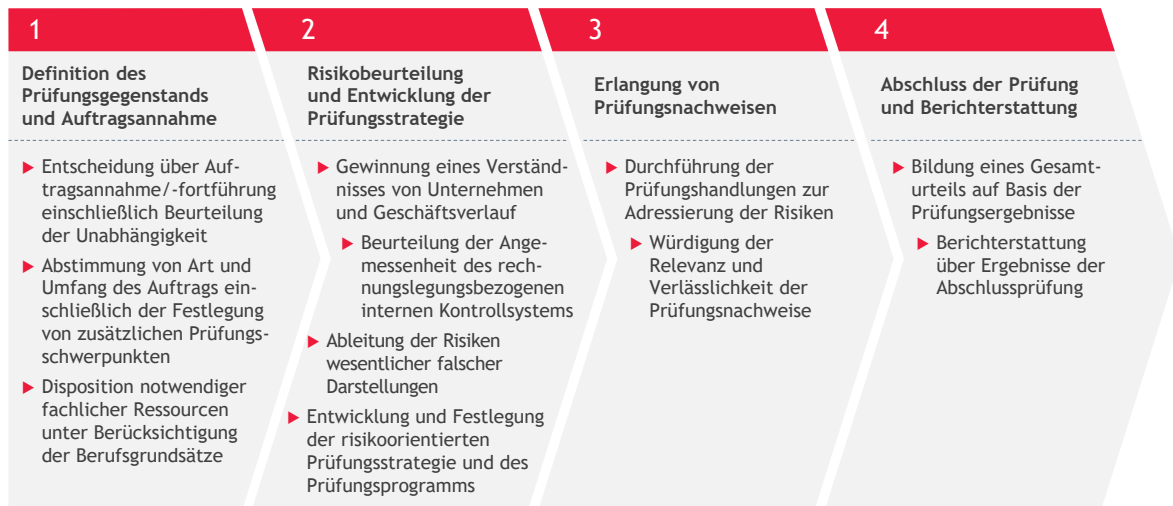 1
Definition des
Prüfungsgegenstands
und Auftragsannahme
Entscheidung über Auf-
tragsannahme/-fortführung
einschließlich Beurteilung
der Unabhängigkeit
Abstimmung von Art und
Umfang des Auftrags ein-
schließlich der Festlegung
von zusätzlichen Prüfungs-
schwerpunkten
Disposition notwendiger
fachlicher Ressourcen
unter Berücksichtigung
der Berufsgrundsätze
2
Risikobeurteilung
und Entwicklung der
Prüfungsstrategie
Gewinnung eines Verständ-
nisses von Unternehmen
und Geschäftsverlauf
Beurteilung der Ange-
messenheit des rech-
nungslegungsbezogenen
internen Kontrollsystems
Ableitung der Risiken
wesentlicher falscher
Darstellungen
Entwicklung und Festlegung
der risikoorientierten
Prüfungsstrategie und des
Prüfungsprogramms
3
Erlangung von
Prüfungsnachweisen
Durchführung der
Prüfungshandlungen zur
Adressierung der Risiken
Würdigung der
Relevanz und
Verlässlichkeit der
Prüfungsnachweise
4
Abschluss der Prüfung
und Berichterstattung
Bildung eines Gesamt-
urteils auf Basis der
Prüfungsergebnisse
Berichterstattung
über Ergebnisse der
Abschlussprüfung